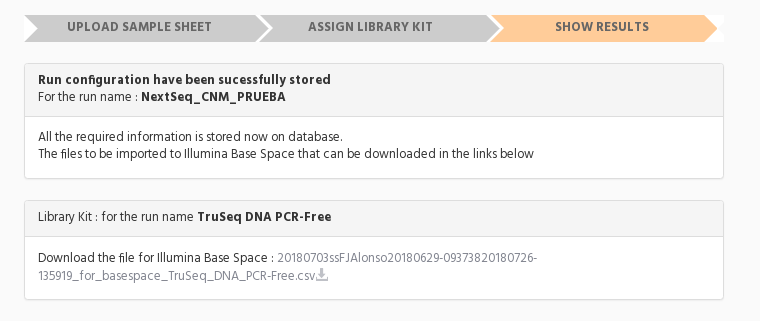 UPLOAD SAMPLE SHEET
ASSIGN LIBRARY KIT
SHOW RESULTS
Run configuration have been sucessfully stored
For the run name : NextSeq_CNM_PRUEBA
All the required information is stored now on database.
The files to be imported to Illumina Base Space that can be downloaded in the links below
Library Kit : for the run name TruSeq DNA PCR-Free
Download the file for Illumina Base Space : 20180703ssFJAlonso20180629-09373820180726-
135919_for_basespace_TruSeq_DNA_PCR-Free.csv